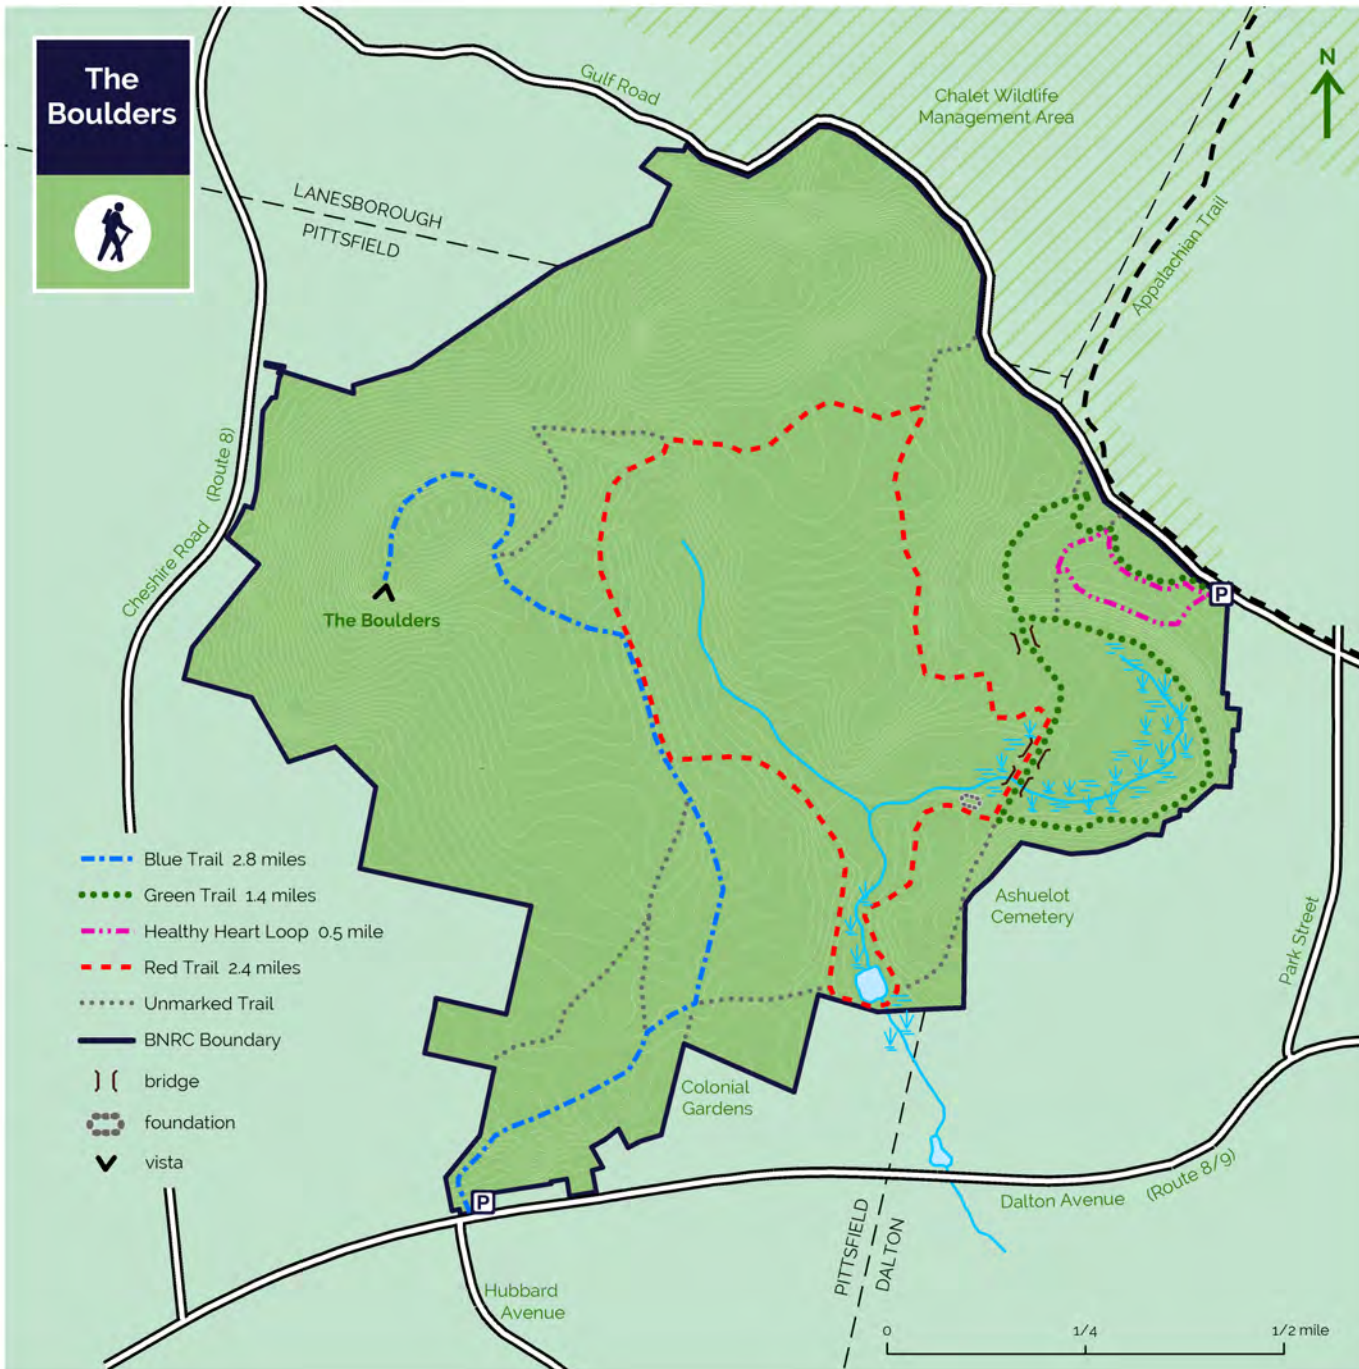 The
Boulders
Gulf Road
Chalet Wildlife
Management Area
N
LANESBOROUGH
PITTSFIELD
Appalachian Trail
Cheshire Road
(Route 8)
The Boulders
P
Blue Trail 2.8 miles
Green Trail 1.4 miles
Healthy Heart Loop 0.5 mile
Red Trail 2.4 miles
Unmarked Trail
BNRC Boundary
bridge
foundation
vista
Ashuelot
Cemetery
Park Street
Colonial
Gardens
P
Dalton Avenue
(Route 8/9)
PITTSFIELD
DALTON
Hubbard
Avenue
0
1/4
1/2 mile